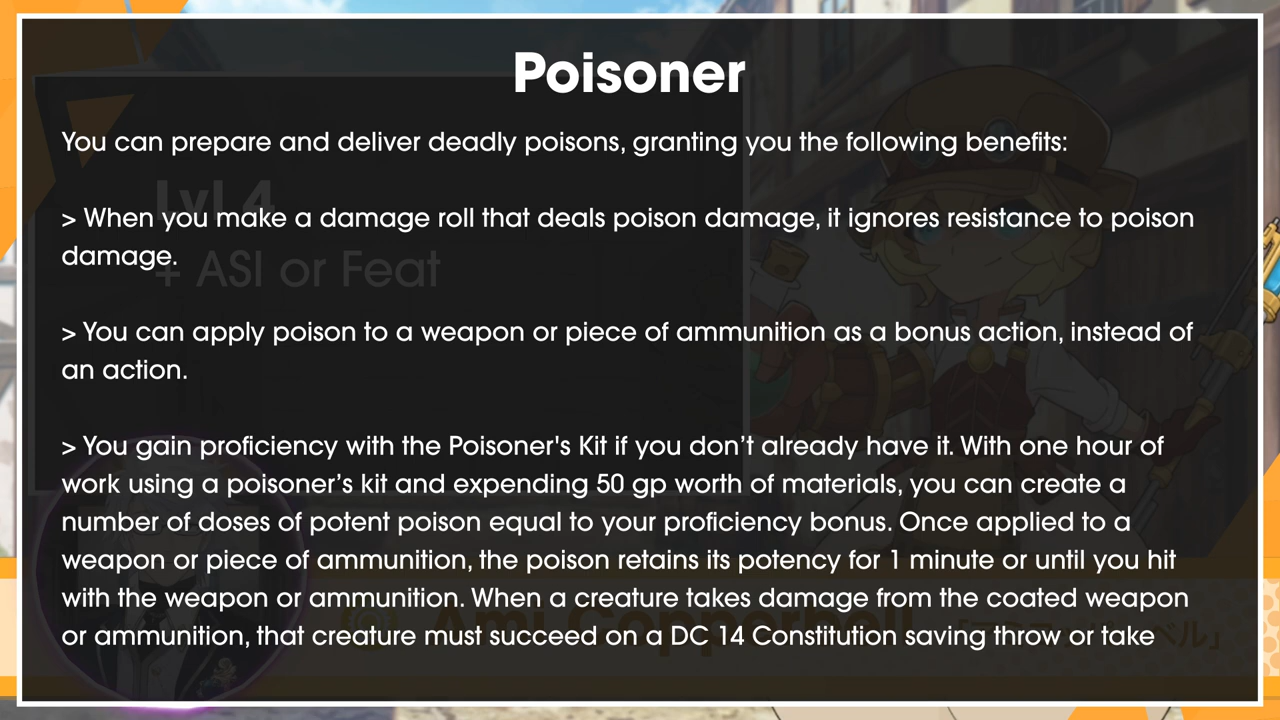 Poisoner
You can prepare and deliver deadly poisons, granting you the following benefits:
> When you make a damage roll that deals poison damage, it ignores resistance to poison
damage.
> You can apply poison to a weapon or piece of ammunition as a bonus action, instead of
an action.
> You gain proficiency with the Poisoner's Kit if you don’t already have it. With one hour of
work using a poisoner’s kit and expending 50 gp worth of materials, you can create a
number of doses of potent poison equal to your proficiency bonus. Once applied to a
weapon or piece of ammunition, the poison retains its potency for 1 minute or until you hit
with the weapon or ammunition. When a creature takes damage from the coated weapon
or ammunition, that creature must succeed on a DC 14 Constitution saving throw or take
Lvl 4
+ ASI or Feat
Ami Copperbell